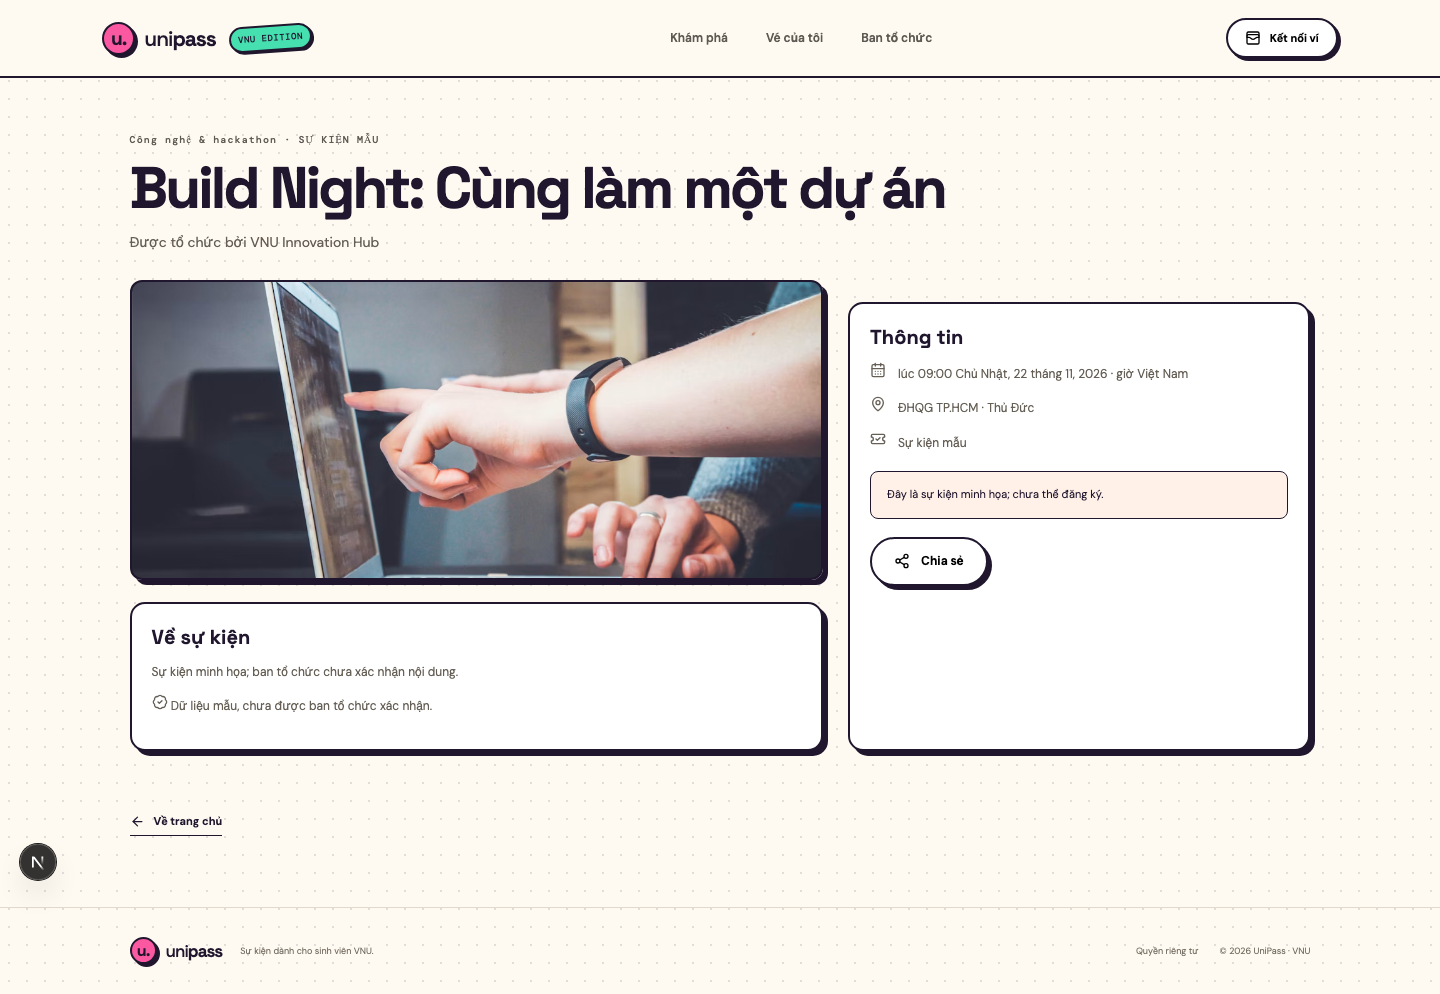 u. unipass VNU EDITION
Khám phá
Vé của tôi
Ban tổ chức
Kết nối ví
Công nghệ & hackathon · SỰ KIỆN MẪU
Build Night: Cùng làm một dự án
Được tổ chức bởi VNU Innovation Hub
Thông tin
lúc 09:00 Chủ Nhật, 22 tháng 11, 2026 · giờ Việt Nam
ĐHQG TP.HCM · Thủ Đức
Sự kiện mẫu
Đây là sự kiện minh họa; chưa thể đăng ký.
Chia sẻ
Về sự kiện
Sự kiện minh họa; ban tổ chức chưa xác nhận nội dung.
Dữ liệu mẫu, chưa được ban tổ chức xác nhận.
Về trang chủ
N
u. unipass
Sự kiện dành cho sinh viên VNU.
Quyền riêng tư
© 2026 UniPass · VNU